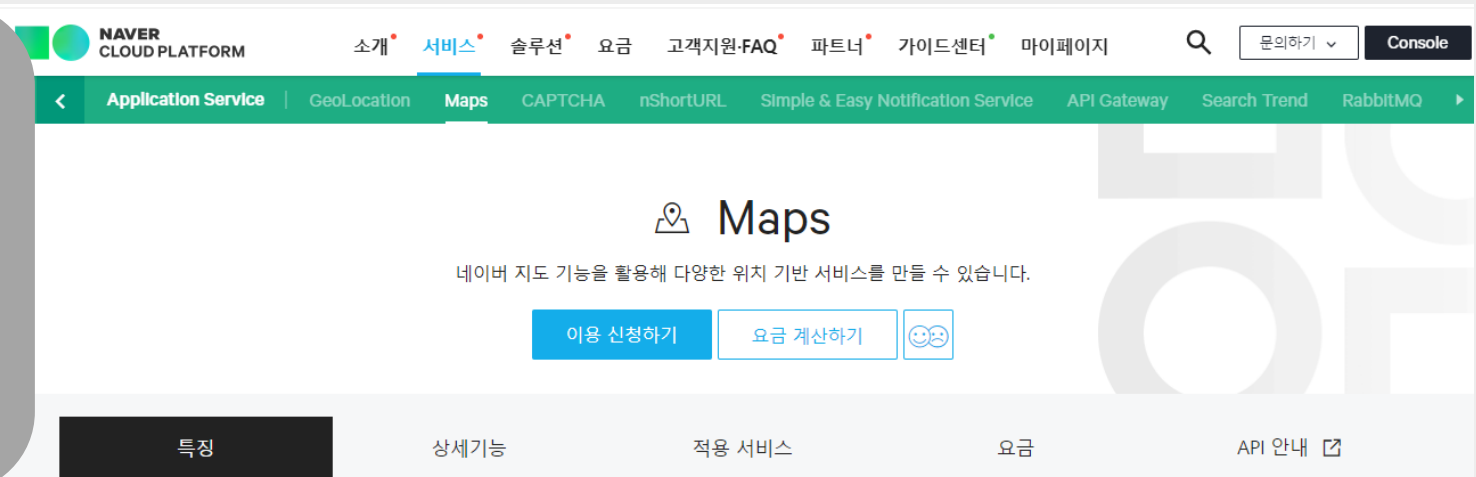 NAVER
CLOUD PLATFORM
소개 서비스 솔루션 요금 고객지원·FAQ 파트너 가이드센터 마이페이지 문의하기 Console
Application Service GeoLocation Maps CAPTCHA nShortURL Simple & Easy Notification Service API Gateway Search Trend RabbitMQ
Maps
네이버 지도 기능을 활용해 다양한 위치 기반 서비스를 만들 수 있습니다.
이용 신청하기 요금 계산하기
특징 상세기능 적용 서비스 요금 API 안내